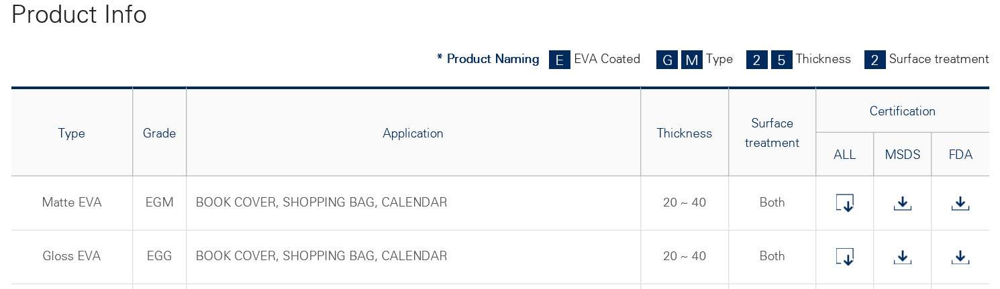 Product Info
* Product Naming E EVA Coated G M Type 2 5 Thickness 2 Surface treatment
Type Grade Application Thickness Surface treatment Certification
ALL MSDS FDA
Matte EVA EGM BOOK COVER, SHOPPING BAG, CALENDAR 20 ~ 40 Both
Gloss EVA EGG BOOK COVER, SHOPPING BAG, CALENDAR 20 ~ 40 Both